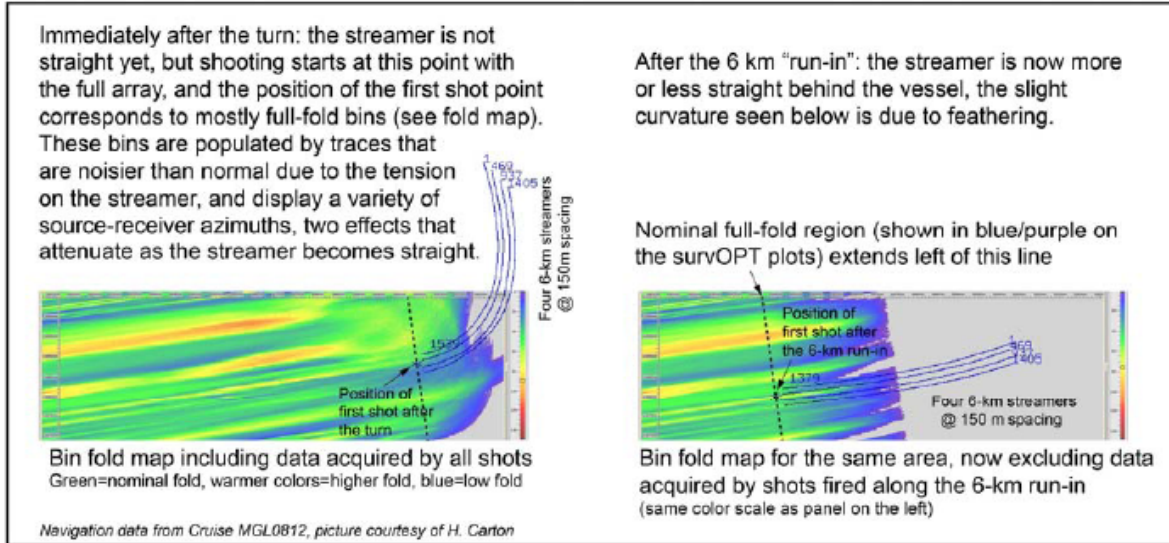 Immediately after the turn: the streamer is not
straight yet, but shooting starts at this point with
the full array, and the position of the first shot point
corresponds to mostly full-fold bins (see fold map).
These bins are populated by traces that
are noisier than normal due to the tension
on the streamer, and display a variety of
source-receiver azimuths, two effects that
attenuate as the streamer becomes straight.
1
469
937
1405
Four 6-km streamers
@ 150m spacing
Position of
first shot after
the turn
Bin fold map including data acquired by all shots
Green=nominal fold, warmer colors=higher fold, blue=low fold
Navigation data from Cruise MGL0812, picture courtesy of H. Carton
After the 6 km “run-in”: the streamer is now more
or less straight behind the vessel, the slight
curvature seen below is due to feathering.
Nominal full-fold region (shown in blue/purple on
the survOPT plots) extends left of this line
Position of
first shot after
the 6-km run-in
1
469
937
1405
1379
Four 6-km streamers
@ 150 m spacing
Bin fold map for the same area, now excluding data
acquired by shots fired along the 6-km run-in
(same color scale as panel on the left)